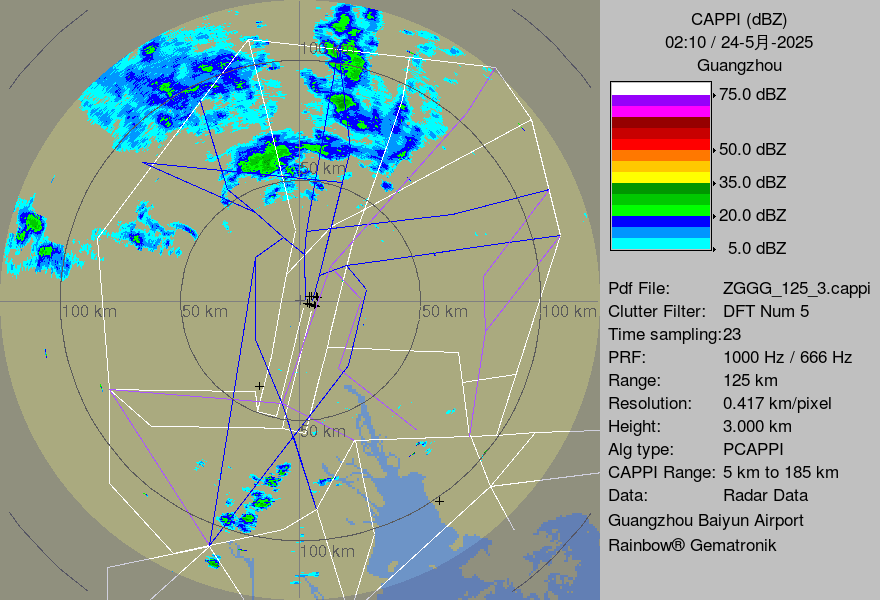 CAPPI (dBZ)
02:10 / 24-5月-2025
Guangzhou
75.0 dBZ
50.0 dBZ
35.0 dBZ
20.0 dBZ
5.0 dBZ
100 km
50 km
100 km
50 km
50 km
100 km
50 km
100 km
Pdf File: ZGGG_125_3.cappi
Clutter Filter: DFT Num 5
Time sampling:23
PRF: 1000 Hz / 666 Hz
Range: 125 km
Resolution: 0.417 km/pixel
Height: 3.000 km
Alg type: PCAPPI
CAPPI Range: 5 km to 185 km
Data: Radar Data
Guangzhou Baiyun Airport
Rainbow® Gematronik